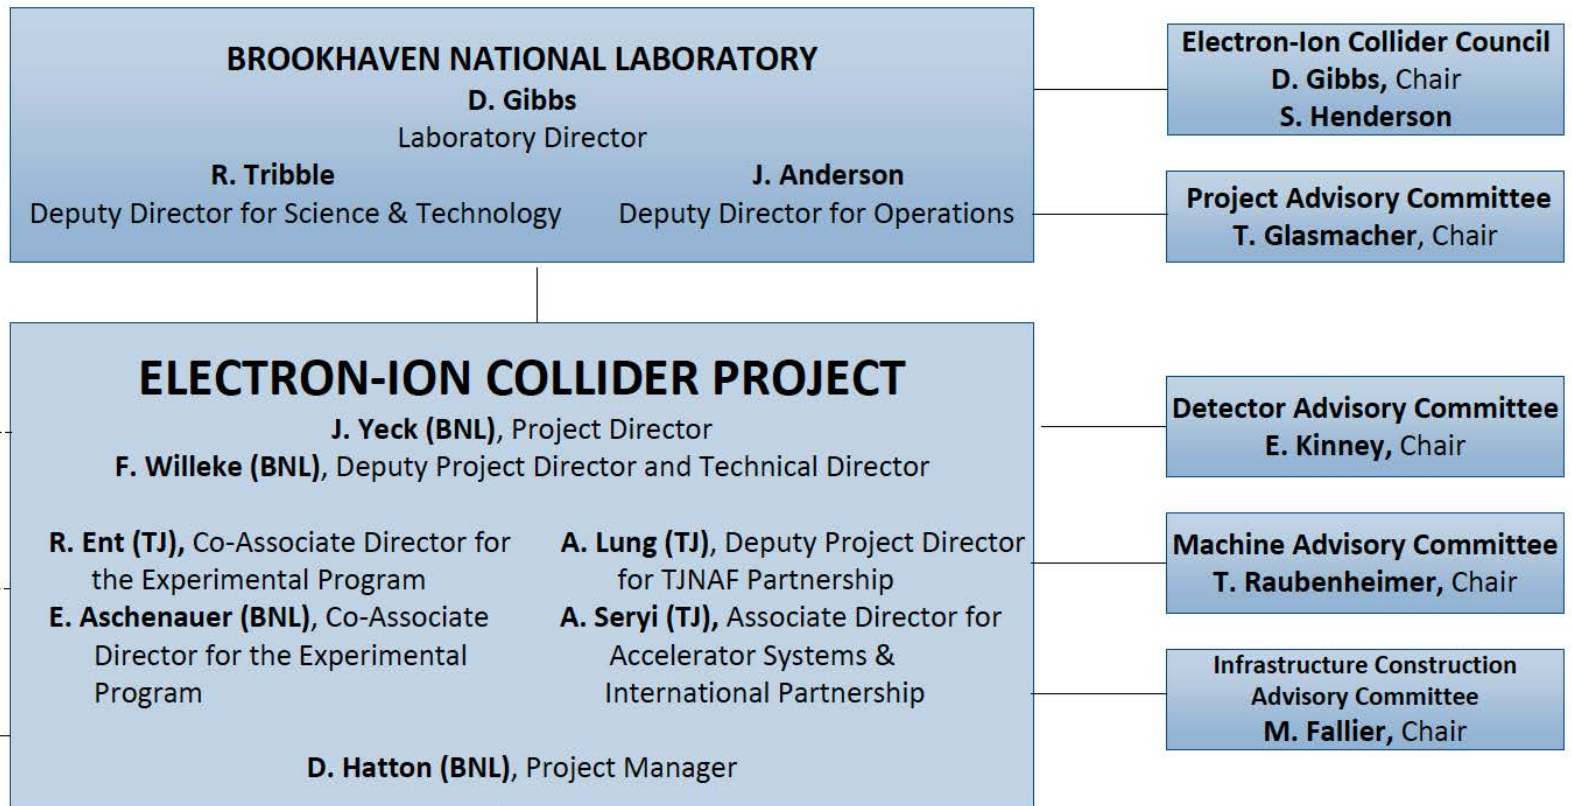 BROOKHAVEN NATIONAL LABORATORY
D. Gibbs
Laboratory Director
R. Tribble
Deputy Director for Science & Technology
J. Anderson
Deputy Director for Operations
Electron-Ion Collider Council
D. Gibbs, Chair
S. Henderson
Project Advisory Committee
T. Glasmacher, Chair
ELECTRON-ION COLLIDER PROJECT
J. Yeck (BNL), Project Director
F. Willeke (BNL), Deputy Project Director and Technical Director
R. Ent (TJ), Co-Associate Director for
the Experimental Program
E. Aschenauer (BNL), Co-Associate
Director for the Experimental
Program
A. Lung (TJ), Deputy Project Director
for TJNAF Partnership
A. Seryi (TJ), Associate Director for
Accelerator Systems &
International Partnership
D. Hatton (BNL), Project Manager
Detector Advisory Committee
E. Kinney, Chair
Machine Advisory Committee
T. Raubenheimer, Chair
Infrastructure Construction
Advisory Committee
M. Fallier, Chair